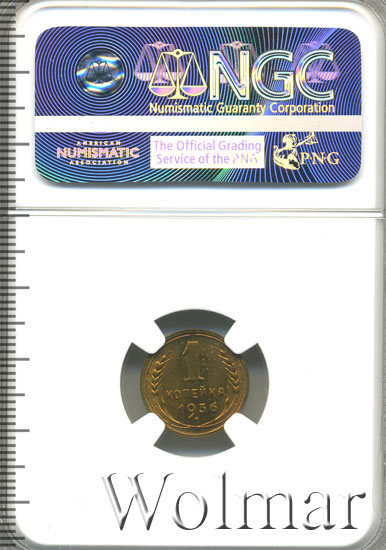 NGC
Numismatic Guaranty Corporation
AMERICAN
NUMISMATIC
ASSOCIATION
The Official Grading
Service of the PNG
PNG
1
КОПЕЙКА
1936
Wolmar